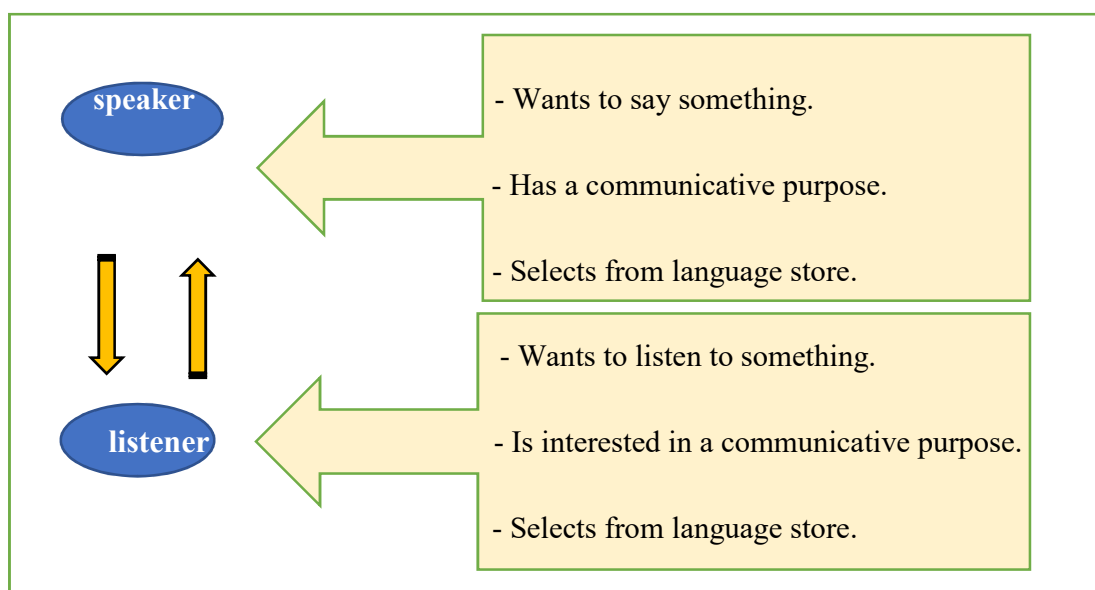 speaker
- Wants to say something.
- Has a communicative purpose.
- Selects from language store.
listener
- Wants to listen to something.
- Is interested in a communicative purpose.
- Selects from language store.